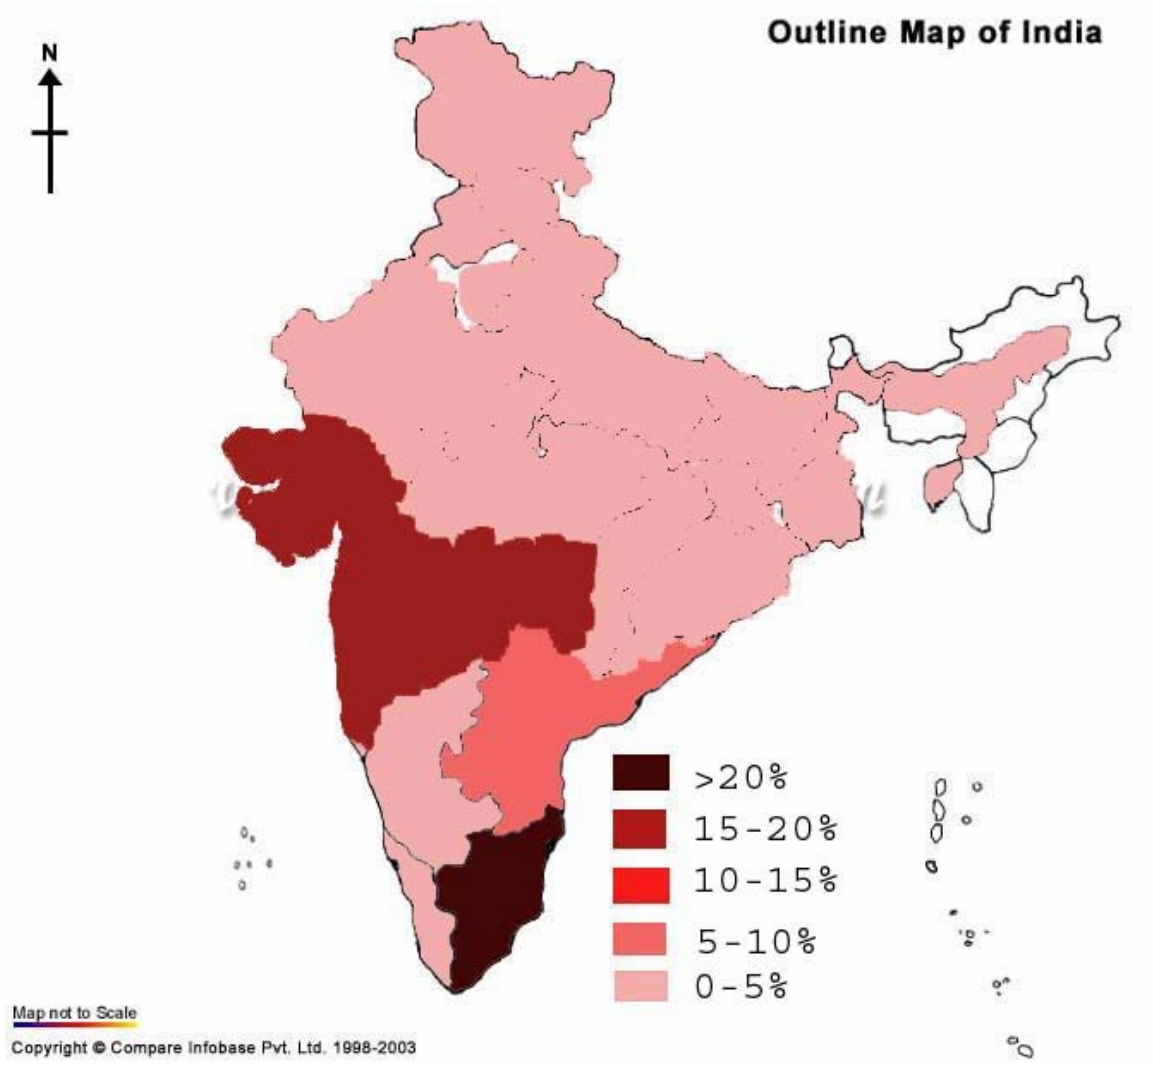 Outline Map of India
N
>20%
15-20%
10-15%
5-10%
0-5%
Map not to Scale
Copyright © Compare Infobase Pvt. Ltd. 1998-2003